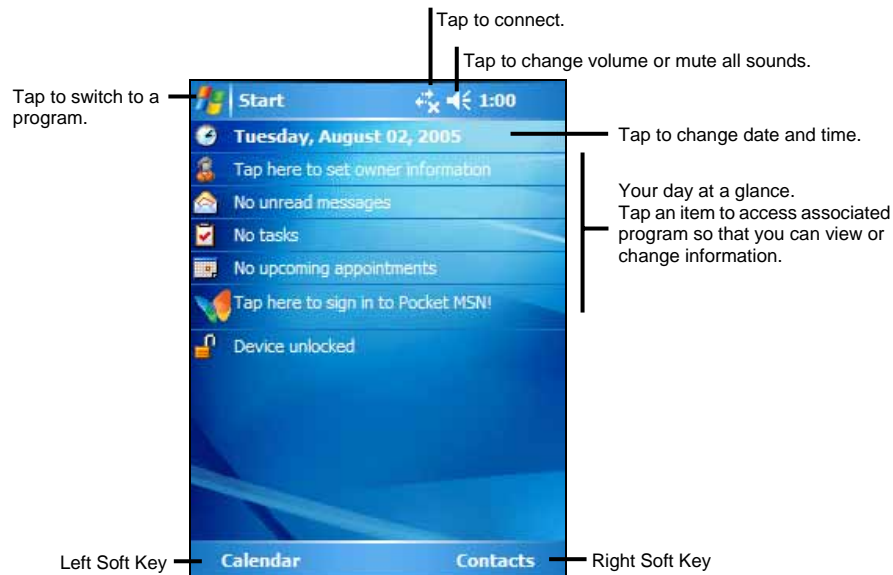 Tap to connect.
Tap to change volume or mute all sounds.
Tap to switch to a
program.
Start 1:00
Tuesday, August 02, 2005
Tap to change date and time.
Tap here to set owner information
No unread messages
No tasks
No upcoming appointments
Tap here to sign in to Pocket MSN!
Device unlocked
Your day at a glance.
Tap an item to access associated
program so that you can view or
change information.
Left Soft Key
Calendar
Contacts
Right Soft Key